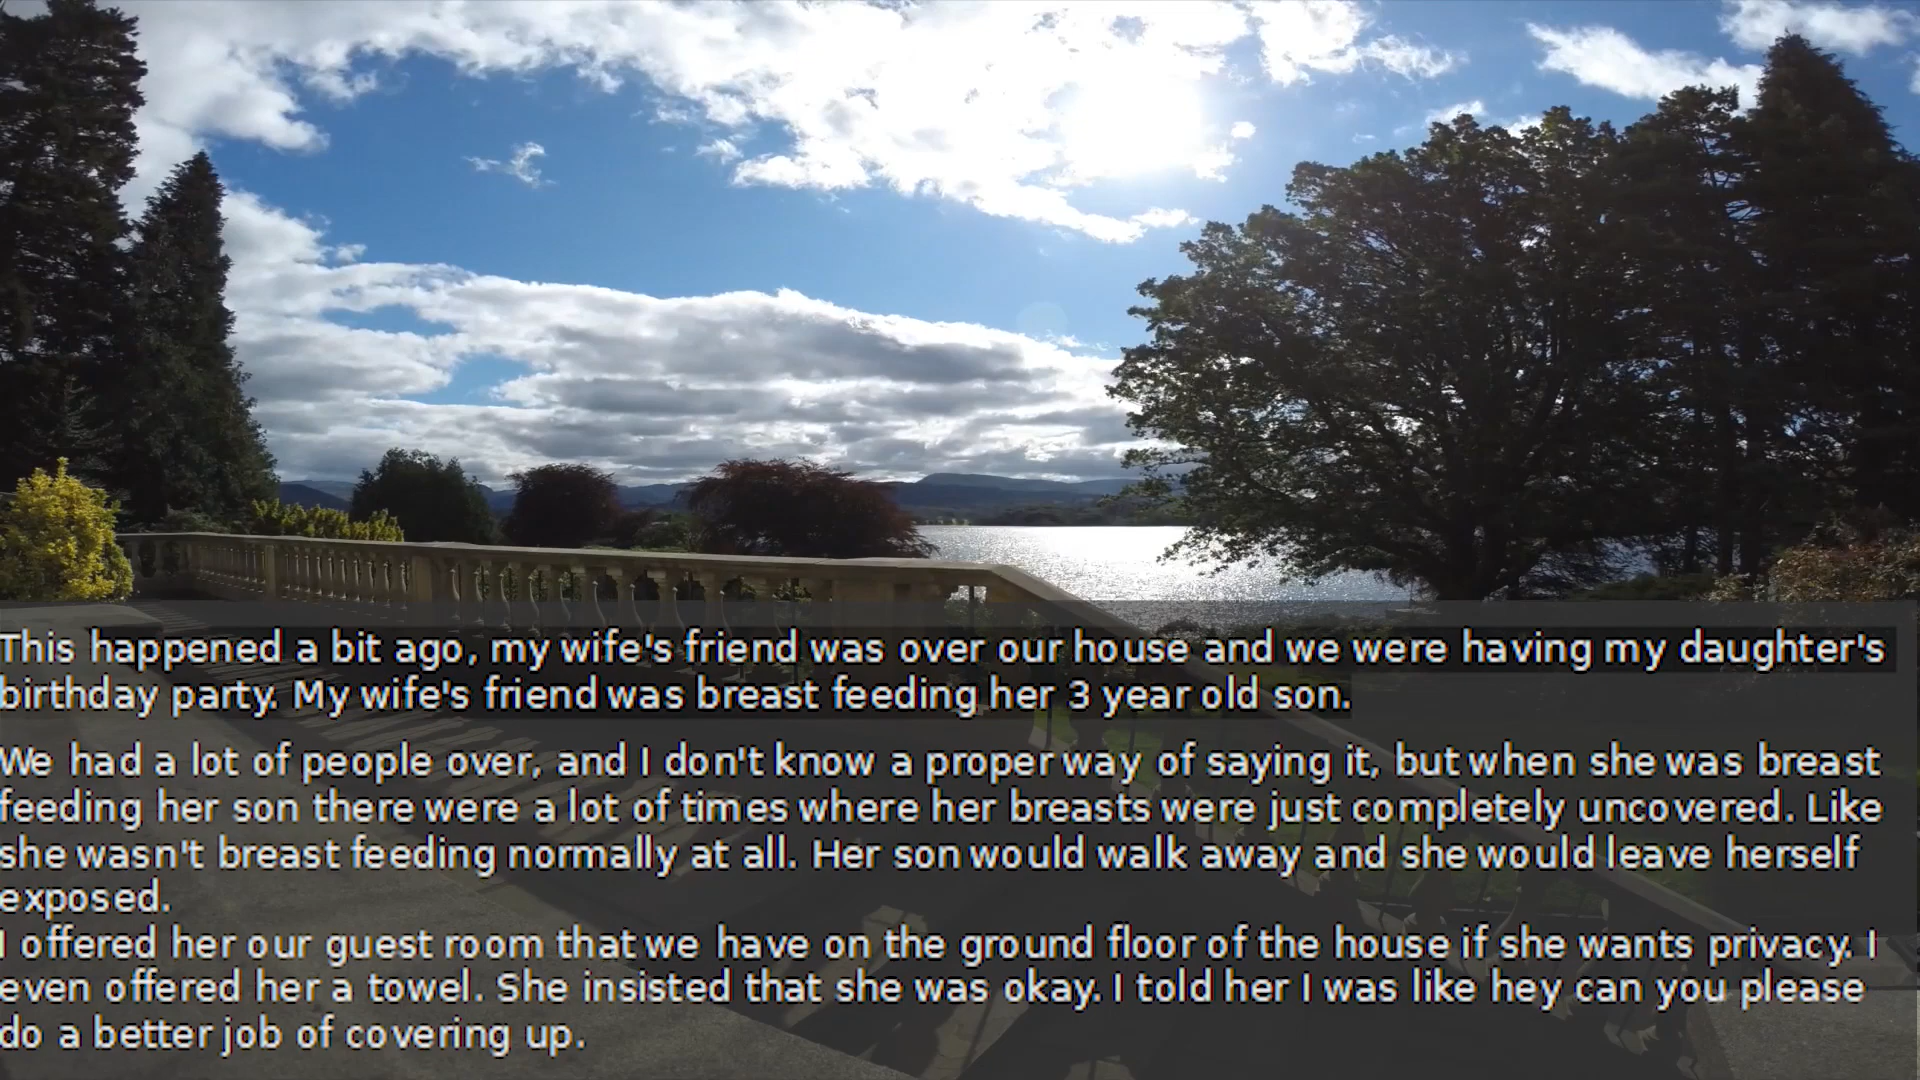 This happened a bit ago, my wife's friend was over our house and we were having my daughter's
birthday party. My wife's friend was breast feeding her 3 year old son.
We had a lot of people over, and I don't know a proper way of saying it, but when she was breast
feeding her son there were a lot of times where her breasts were just completely uncovered. Like
she wasn't breast feeding normally at all. Her son would walk away and she would leave herself
exposed.
I offered her our guest room that we have on the ground floor of the house if she wants privacy. I
even offered her a towel. She insisted that she was okay. I told her I was like hey can you please
do a better job of covering up.